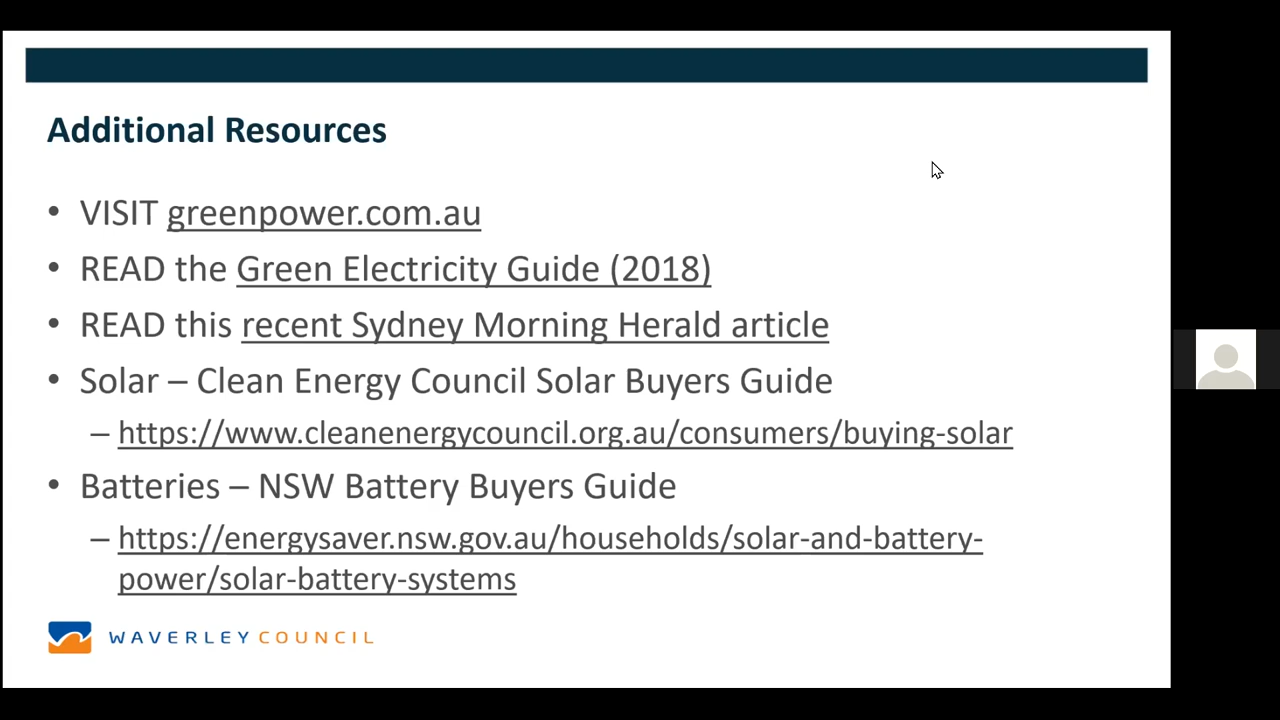 Additional Resources
• VISIT greenpower.com.au
• READ the Green Electricity Guide (2018)
• READ this recent Sydney Morning Herald article
• Solar – Clean Energy Council Solar Buyers Guide
– https://www.cleanenergycouncil.org.au/consumers/buying-solar
• Batteries – NSW Battery Buyers Guide
– https://energysaver.nsw.gov.au/households/solar-and-battery-
power/solar-battery-systems
WAVERLEY COUNCIL